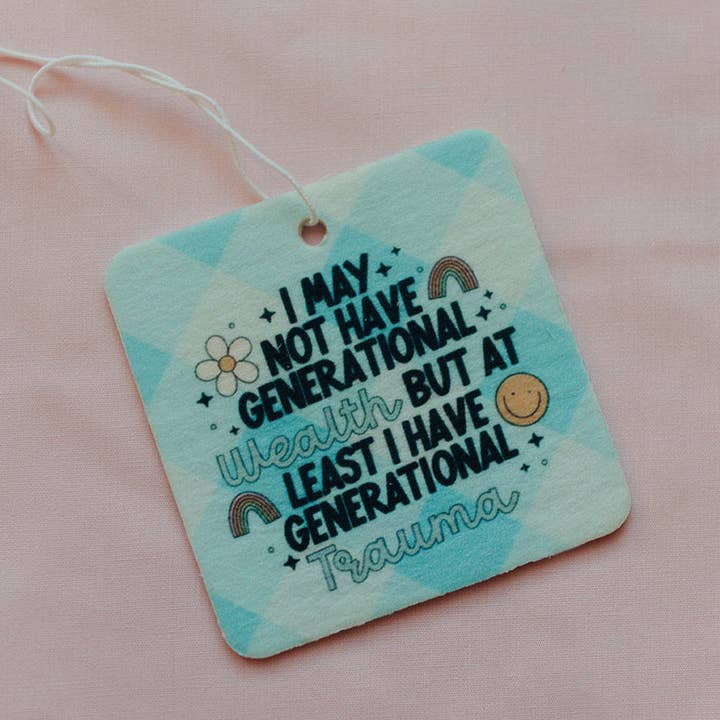 I MAY
NOT HAVE
GENERATIONAL
Wealth BUT AT
LEAST I HAVE
GENERATIONAL
Trauma